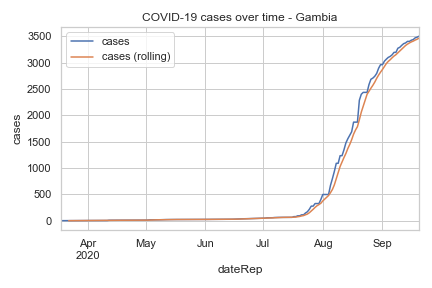 COVID-19 cases over time - Gambia
cases
cases (rolling)
3500
3000
2500
2000
1500
1000
500
0
cases
Apr
2020
May
Jun
Jul
Aug
Sep
dateRep